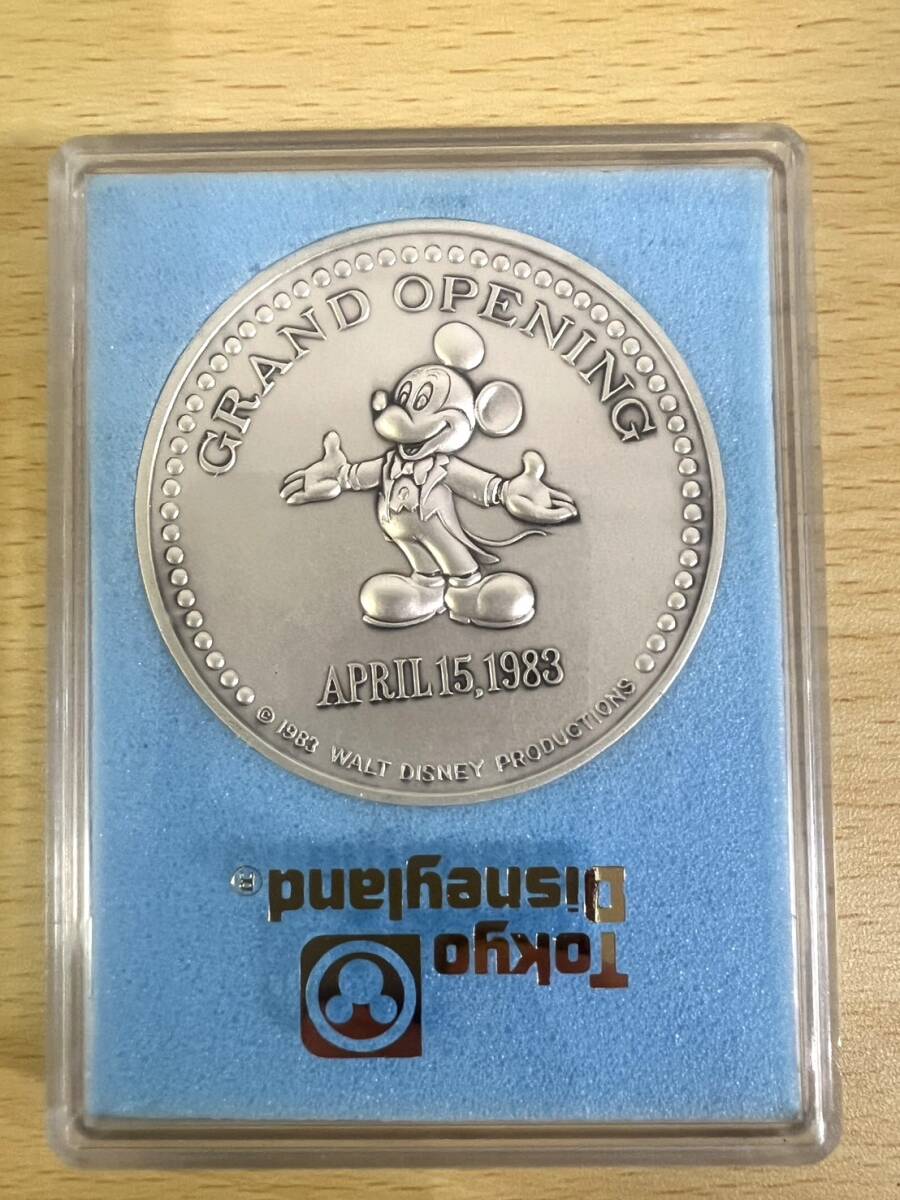 GRAND OPENING
APRIL 15, 1983
© 1983 WALT DISNEY PRODUCTIONS
Tokyo
Disneyland®